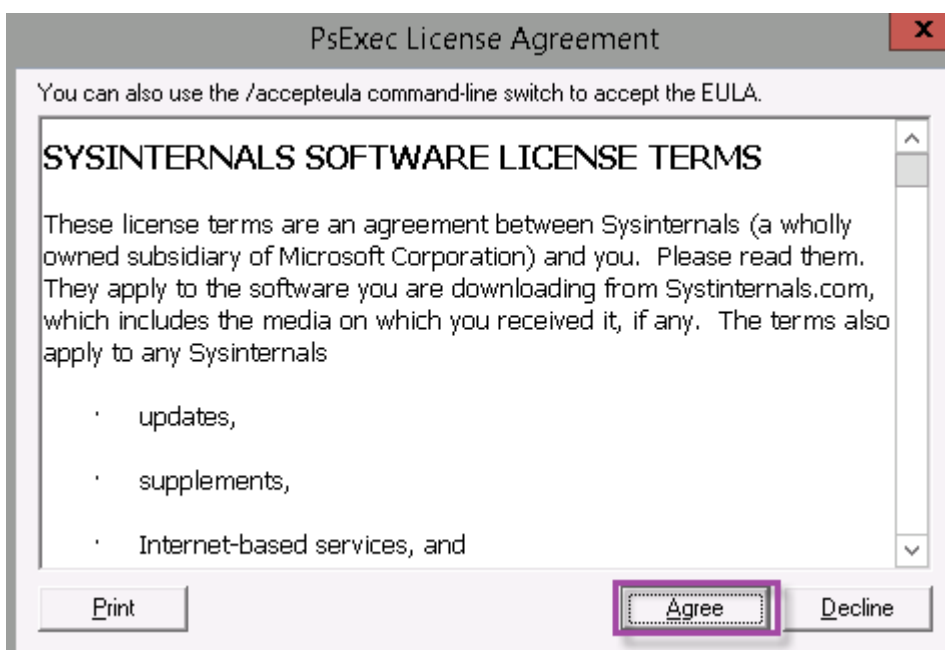 PsExec License Agreement
x
You can also use the /accepteula command-line switch to accept the EULA.
SYSINTERNALS SOFTWARE LICENSE TERMS
These license terms are an agreement between Sysinternals (a wholly
owned subsidiary of Microsoft Corporation) and you.  Please read them.
They apply to the software you are downloading from Systinternals.com,
which includes the media on which you received it, if any.  The terms also
apply to any Sysinternals
· updates,
· supplements,
· Internet-based services, and
Print Agree Decline